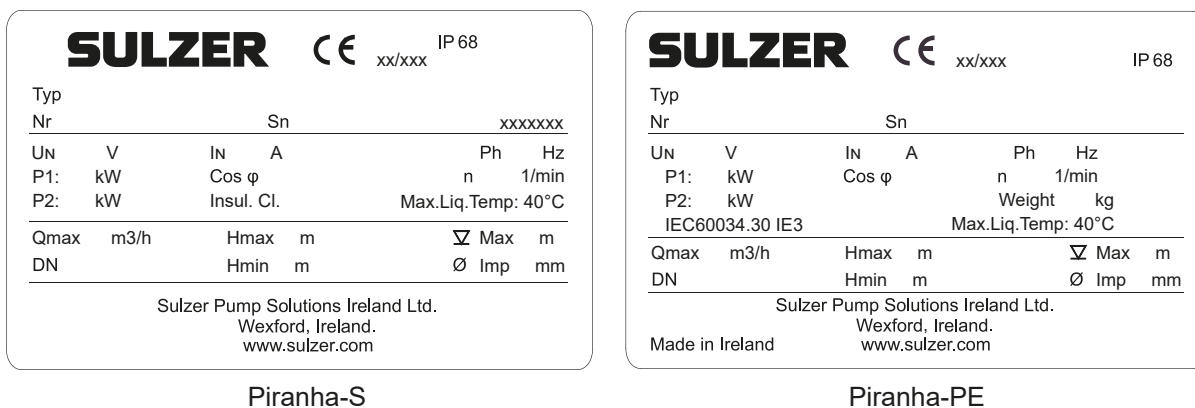 SULZER CE xx/xxx IP 68
Typ
Nr Sn xxxxxxx
UN V IN A Ph Hz
P1: kW Cos φ n 1/min
P2: kW Insul. Cl. Max.Liq.Temp: 40°C
Qmax m3/h Hmax m Max m
DN Hmin m Ø Imp mm
Sulzer Pump Solutions Ireland Ltd.
Wexford, Ireland.
www.sulzer.com
Piranha-S
SULZER CE xx/xxx IP 68
Typ
Nr Sn
UN V IN A Ph Hz
P1: kW Cos φ n 1/min
P2: kW Weight kg
IEC60034.30 IE3 Max.Liq.Temp: 40°C
Qmax m3/h Hmax m Max m
DN Hmin m Ø Imp mm
Sulzer Pump Solutions Ireland Ltd.
Wexford, Ireland.
Made in Ireland www.sulzer.com
Piranha-PE